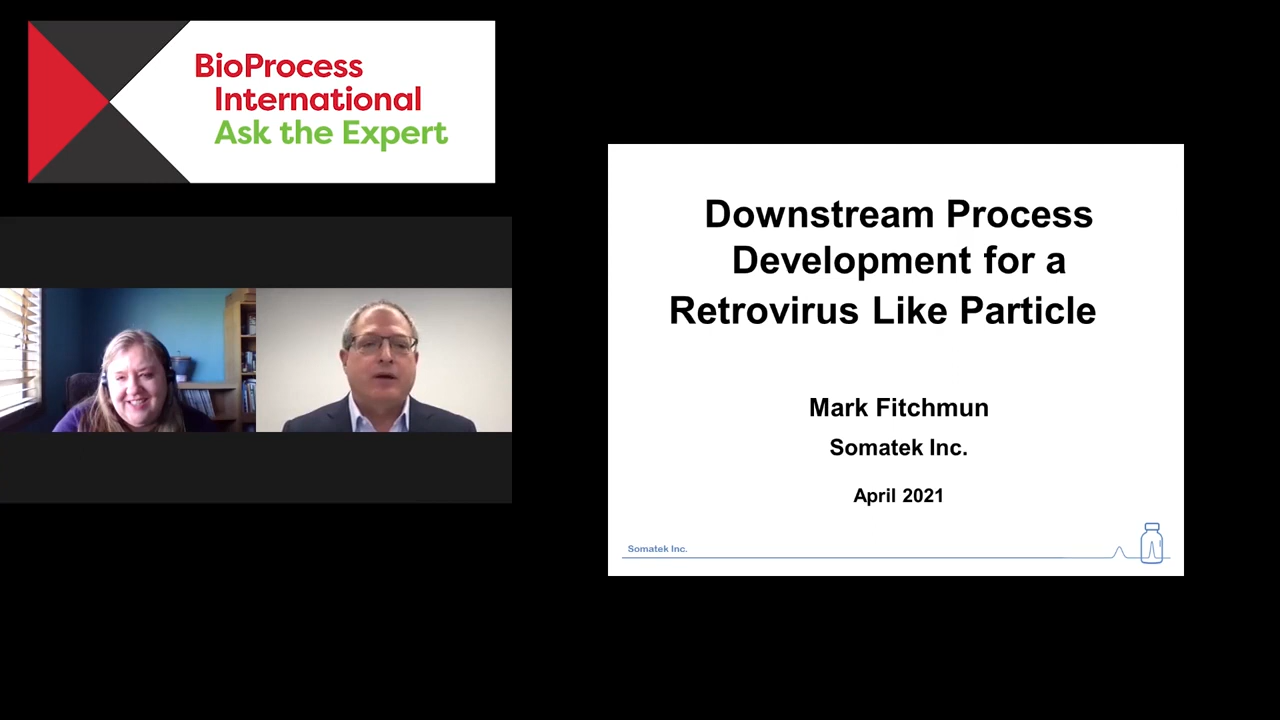 BioProcess
International
Ask the Expert
Downstream Process
Development for a
Retrovirus Like Particle
Mark Fitchmun
Somatek Inc.
April 2021
Somatek Inc.